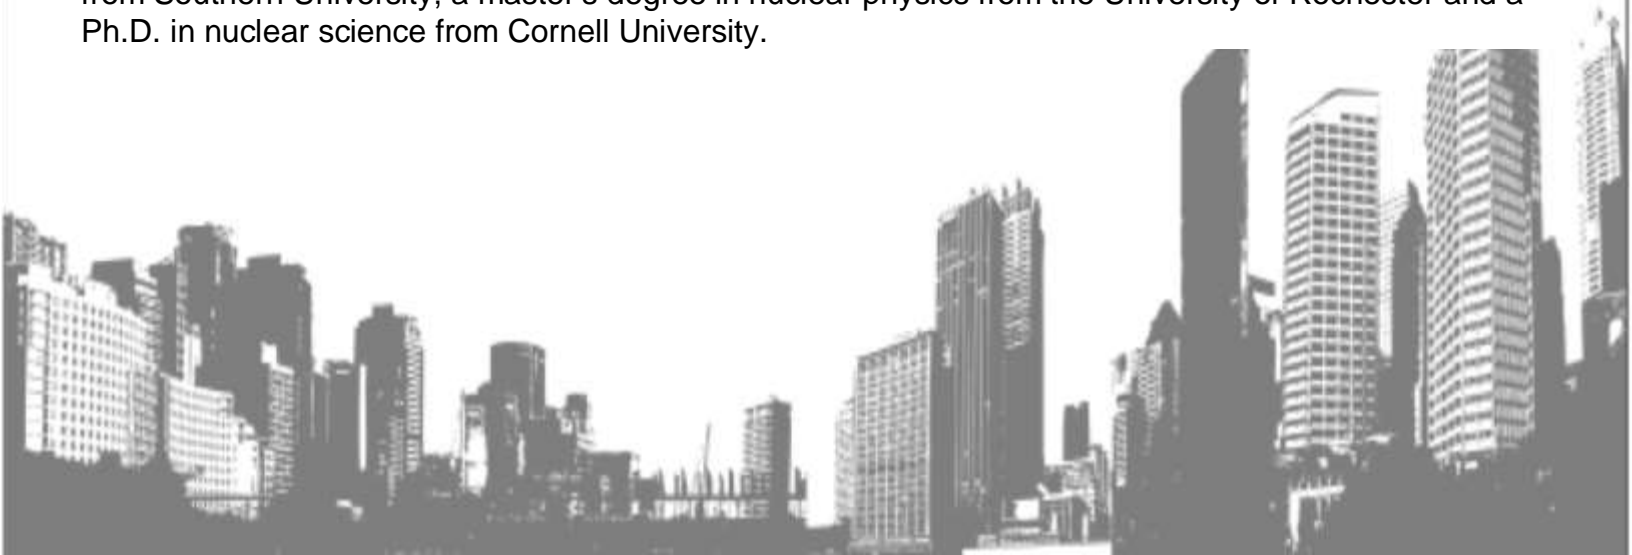 from Southern University, a master's degree in nuclear physics from the University of Rochester and a
Ph.D. in nuclear science from Cornell University.